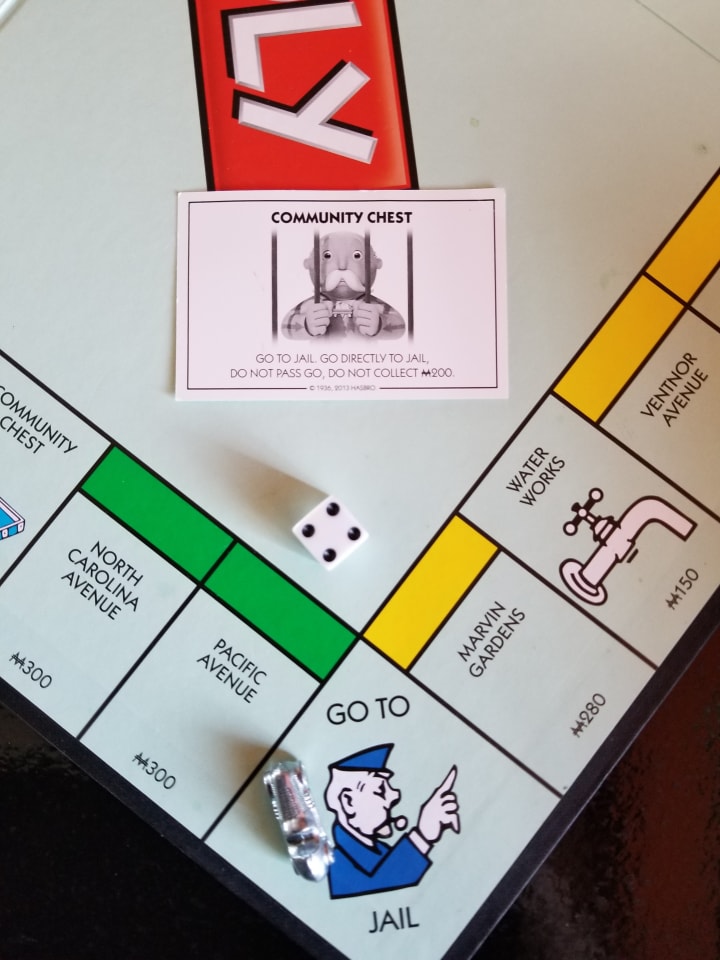 LY
COMMUNITY CHEST
GO TO JAIL. GO DIRECTLY TO JAIL,
DO NOT PASS GO, DO NOT COLLECT M200.
© 1936, 2013 HASBRO
COMMUNITY
CHEST
NORTH
CAROLINA
AVENUE
M300
PACIFIC
AVENUE
M300
GO TO
JAIL
MARVIN
GARDENS
M280
WATER
WORKS
M150
VENTNOR
AVENUE